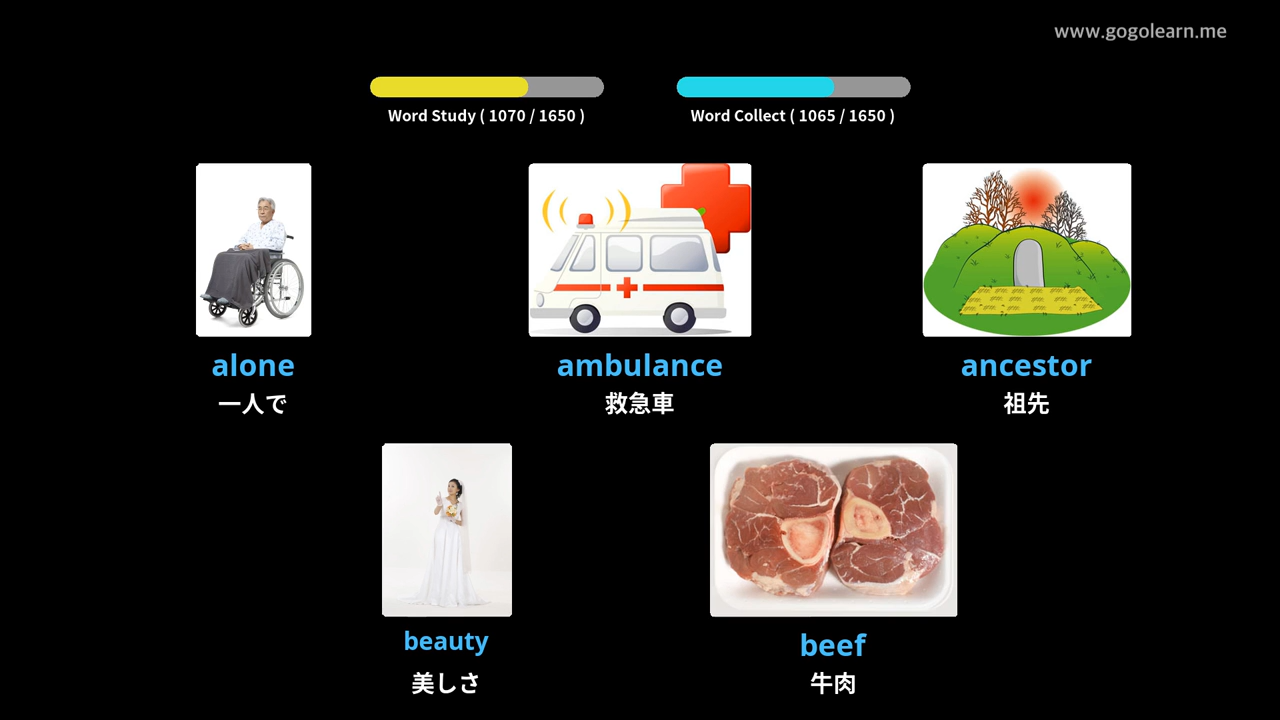 www.gogolearn.me
Word Study ( 1070 / 1650 )
Word Collect ( 1065 / 1650 )
alone
一人で
ambulance
救急車
ancestor
祖先
beauty
美しさ
beef
牛肉